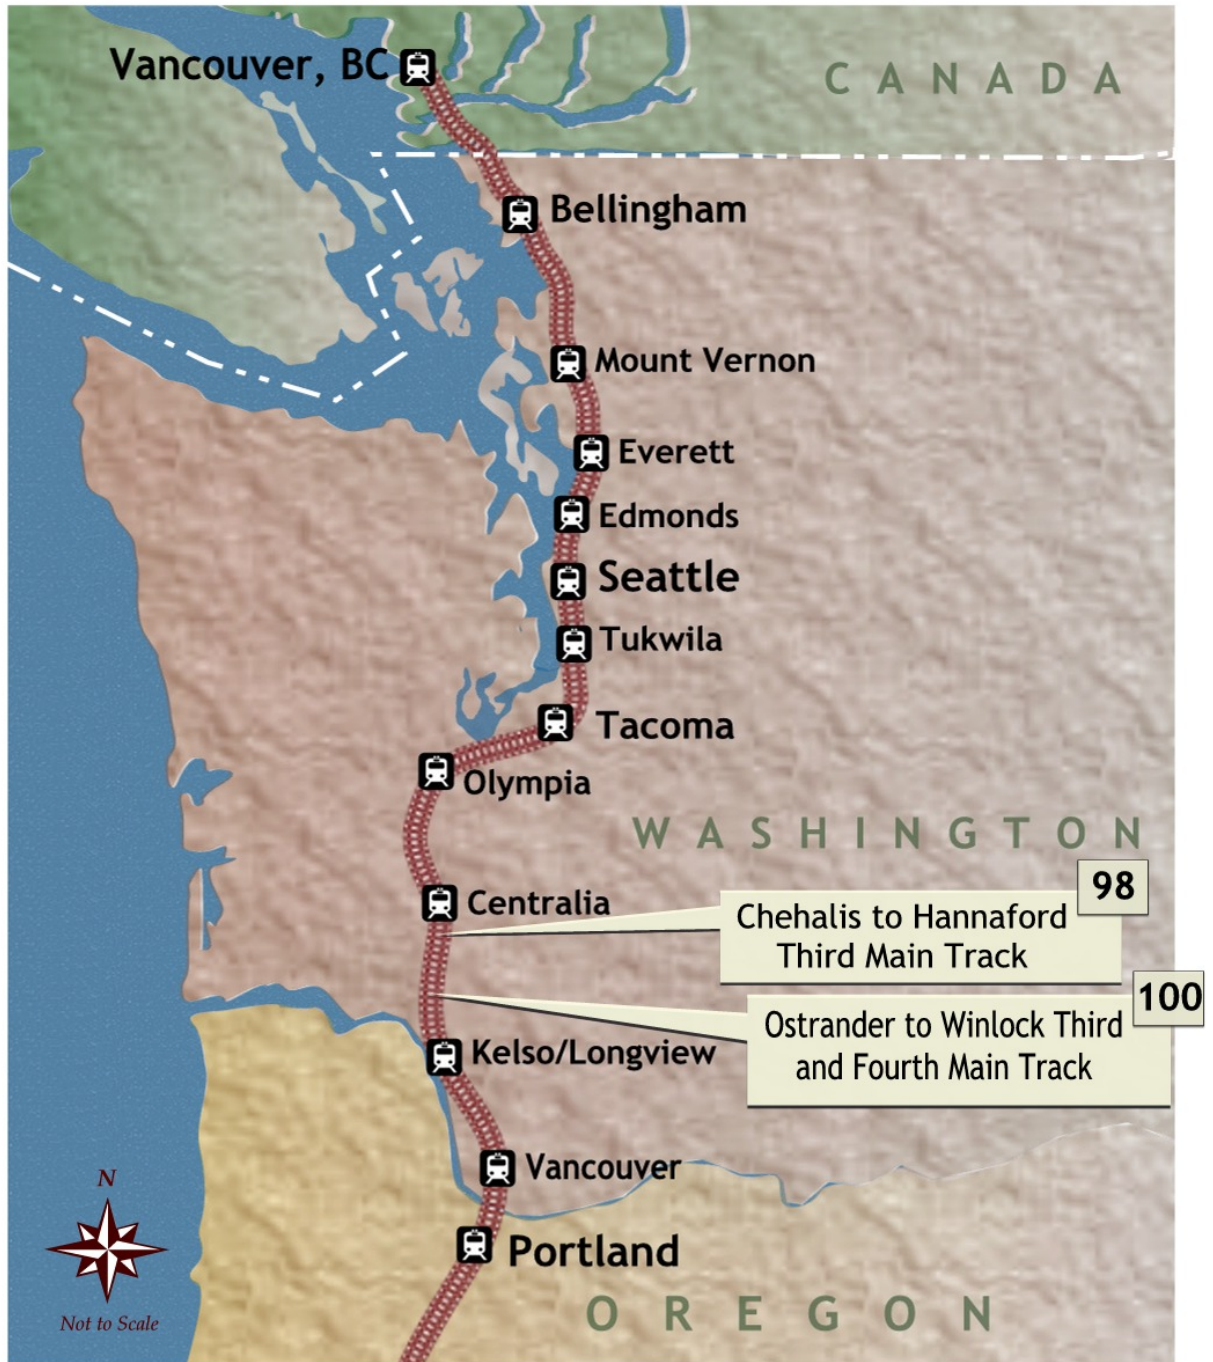 Vancouver, BC
CANADA
Bellingham
Mount Vernon
Everett
Edmonds
Seattle
Tukwila
Tacoma
Olympia
WASHINGTON
98
Centralia
Chehalis to Hannaford
Third Main Track
100
Ostrander to Winlock Third
and Fourth Main Track
Kelso/Longview
Vancouver
N
Portland
OREGON
Not to Scale